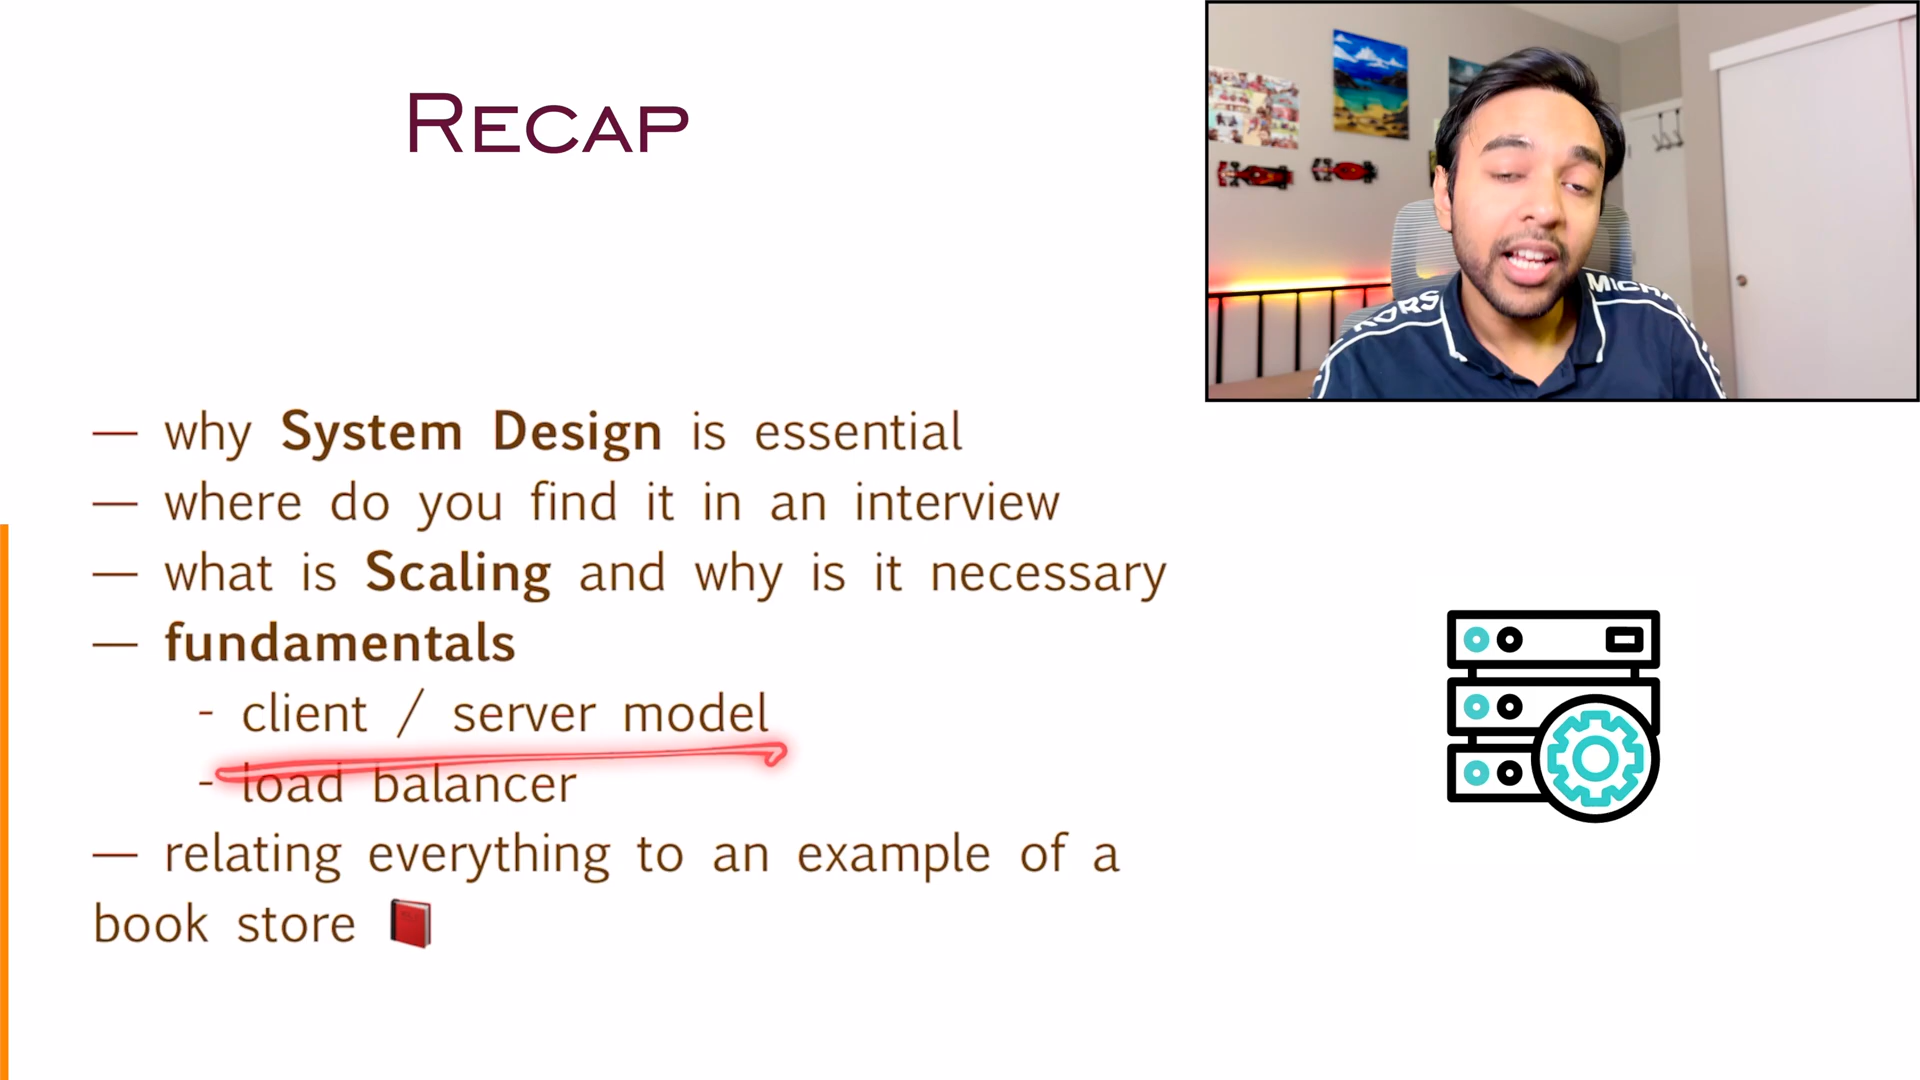 RECAP
— why System Design is essential
— where do you find it in an interview
— what is Scaling and why is it necessary
— fundamentals
- client / server model
- load balancer
— relating everything to an example of a
book store
KORS